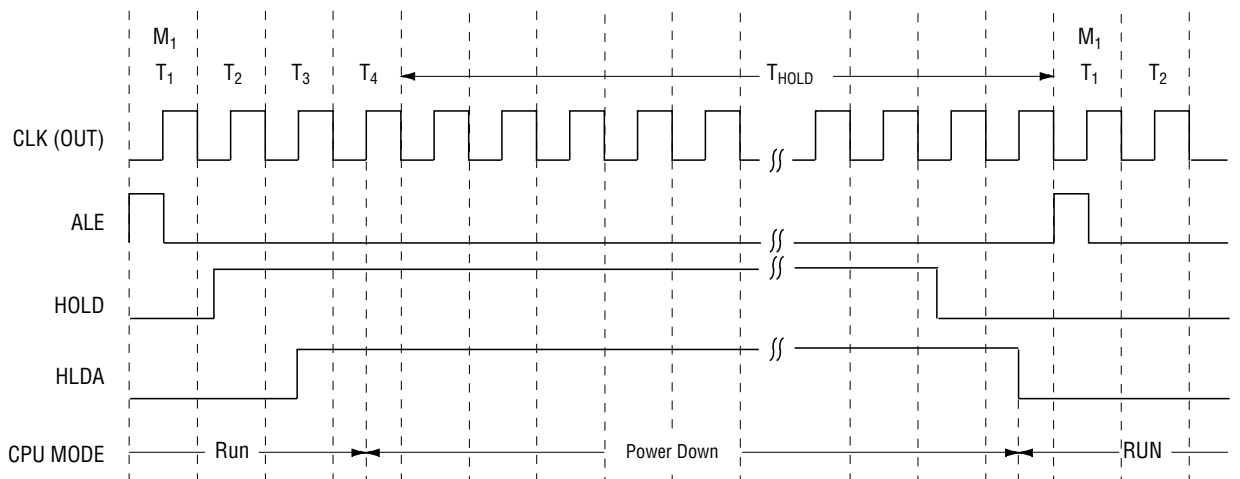 M1 M1
T1 T2 T3 T4 THOLD T1 T2
CLK (OUT)
ALE
HOLD
HLDA
CPU MODE Run Power Down RUN